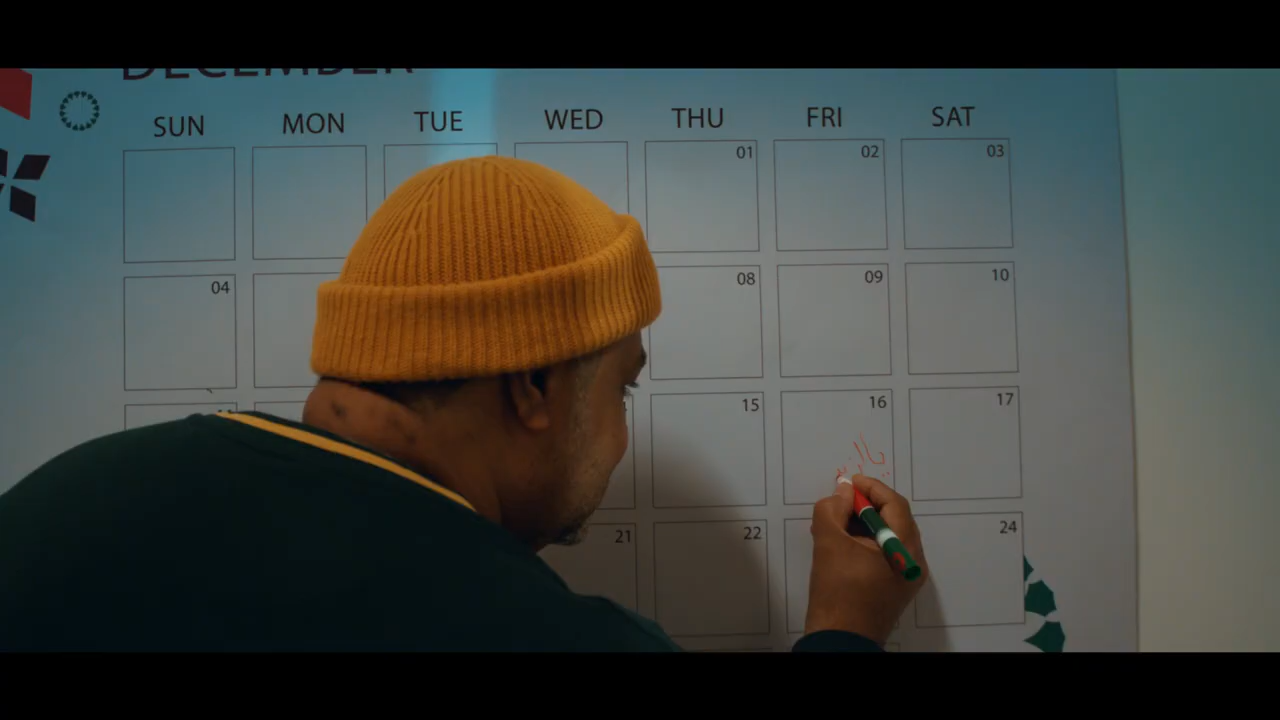 DECEMBER
SUN MON TUE WED THU FRI SAT
01 02 03
04 08 09 10
15 16 17
21 22 24